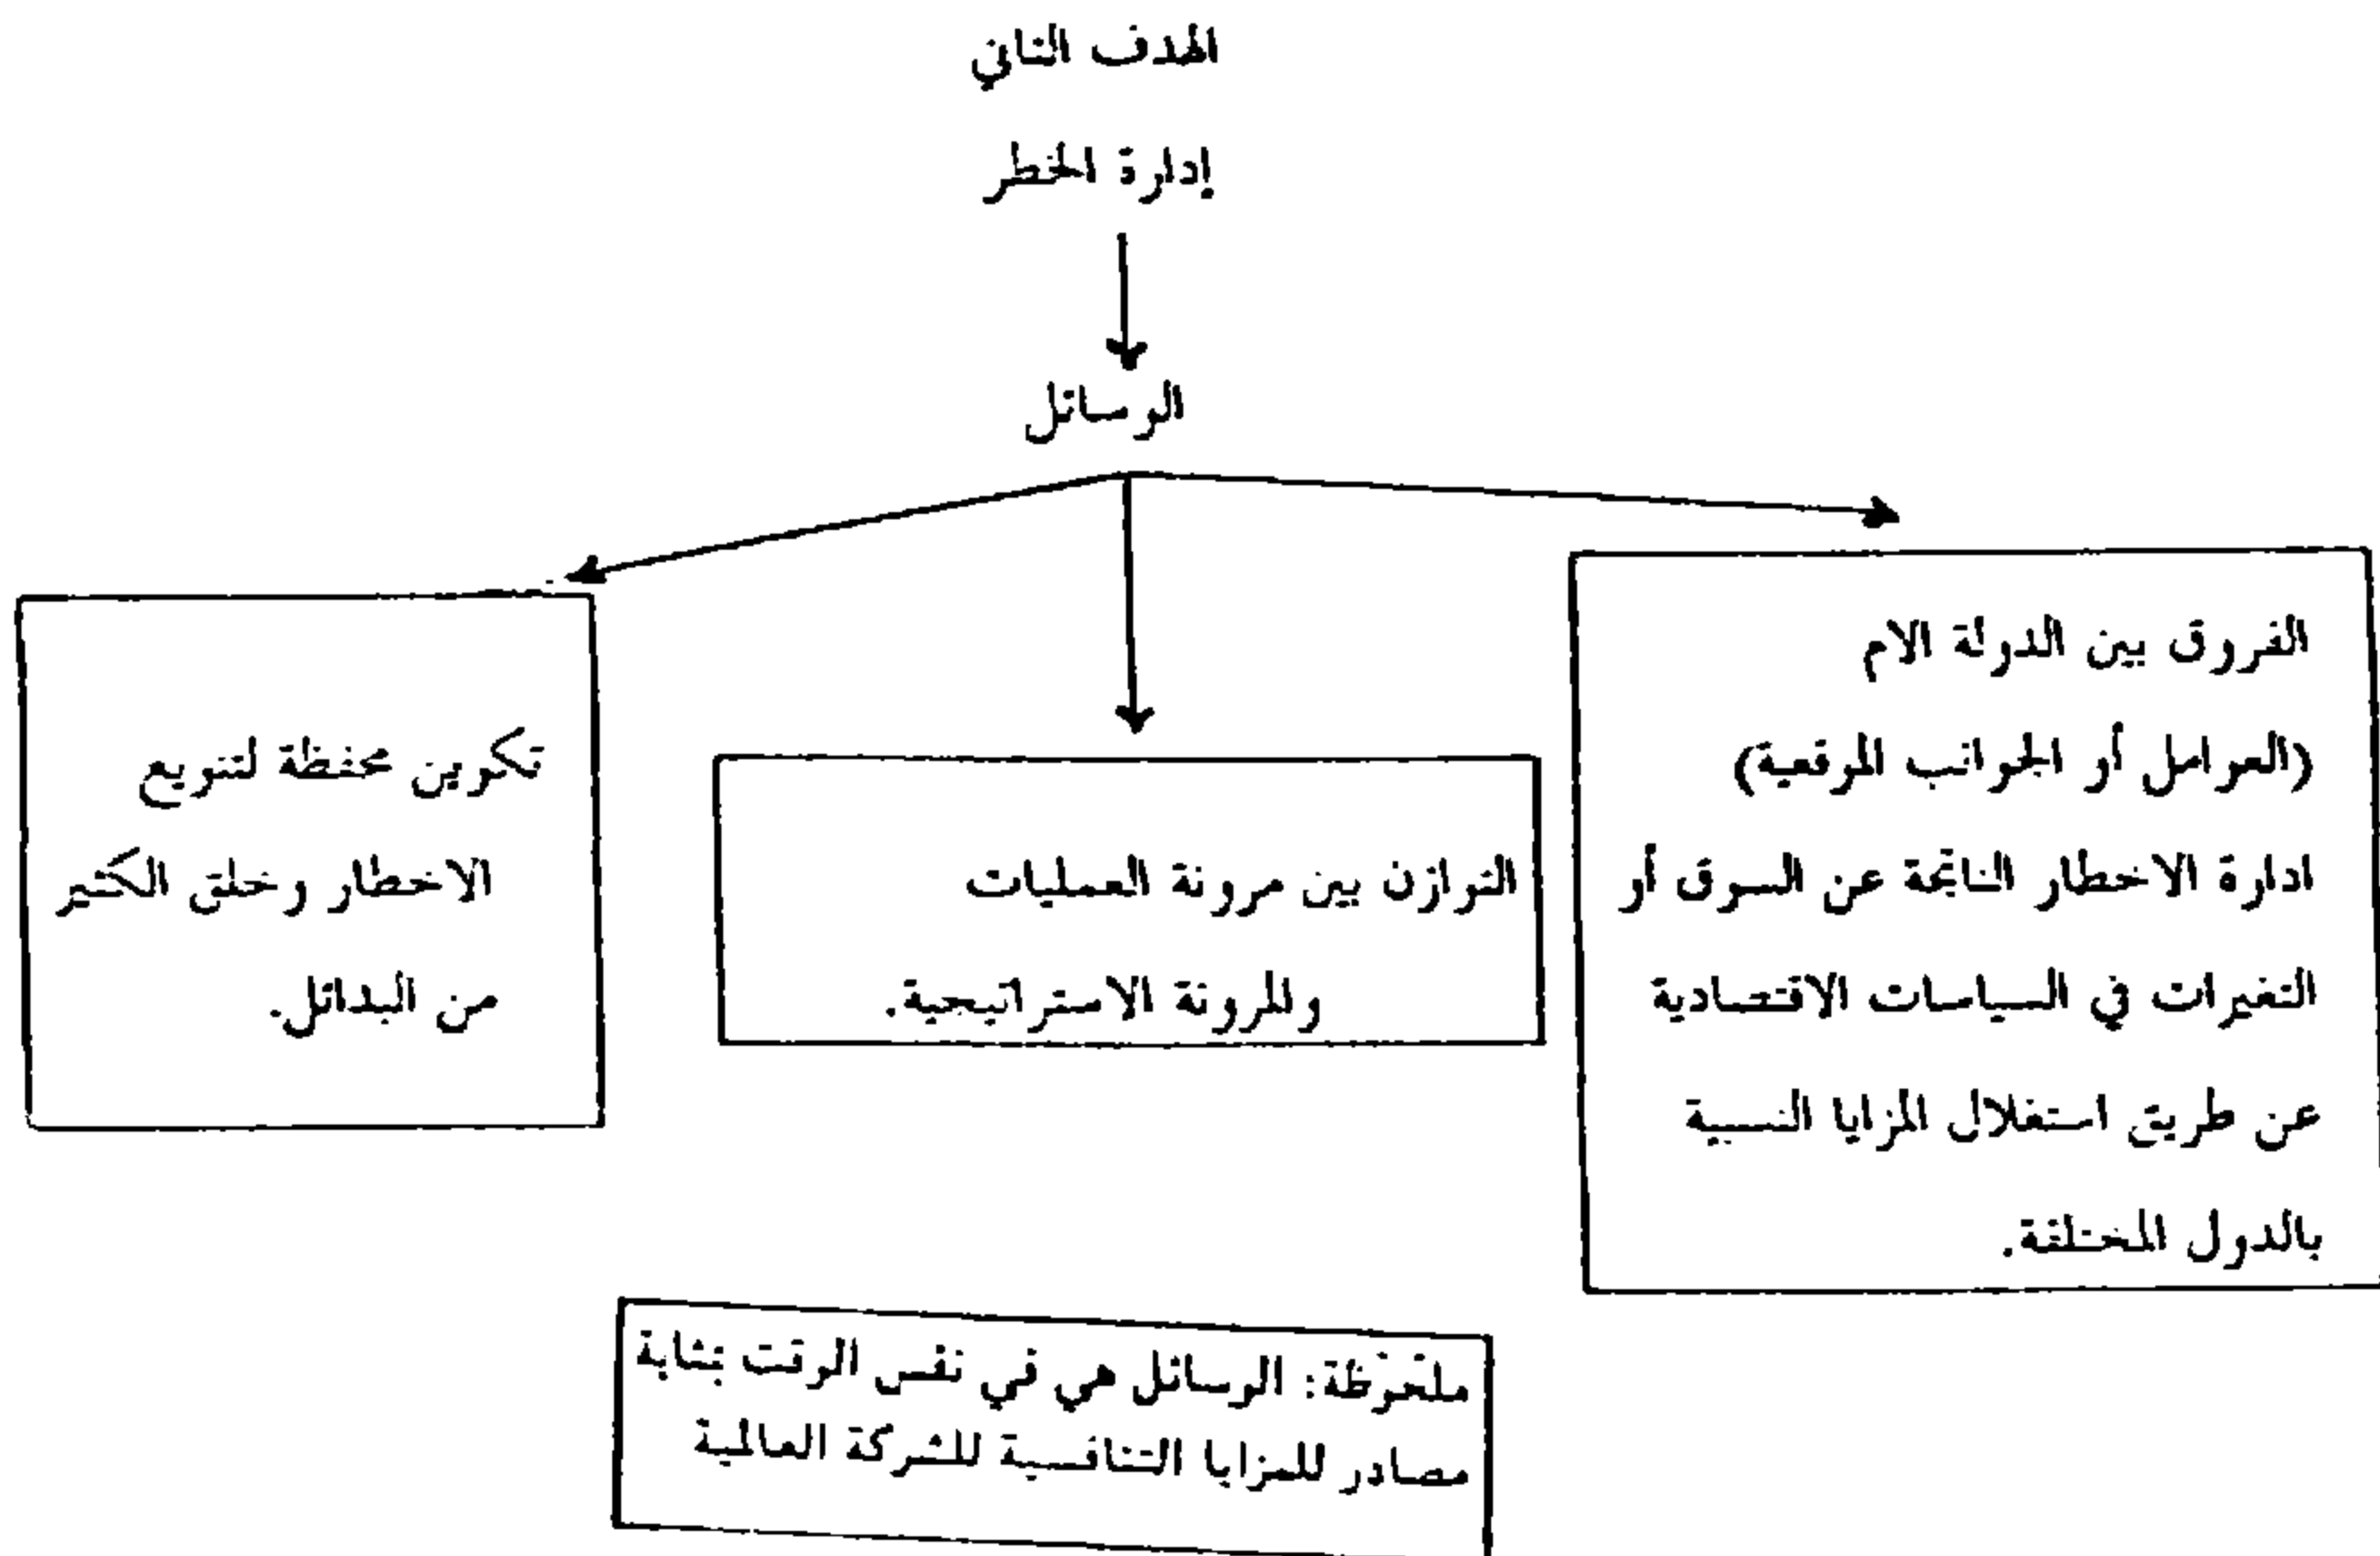 الهدف الثاني
إدارة الخطر
الوسائل
الفروق بين الدولة الام
(العوامل أو الجوانب الموقعية)
ادارة الاخطار الناتجة عن السوق أو
التغيرات في السياسات الاقتصادية
عن طريق استغلال المزايا النسبية
بالدول المختلفة.
التوازن بين مرونة العمليات
والمرونة الاستراتيجية.
تكوين محفظة لتنويع
الاخطار وخلق الكثير
من البدائل.
ملحوظة: الوسائل هي في نفس الوقت بمثابة
مصادر للمزايا التنافسية للشركة العالمية